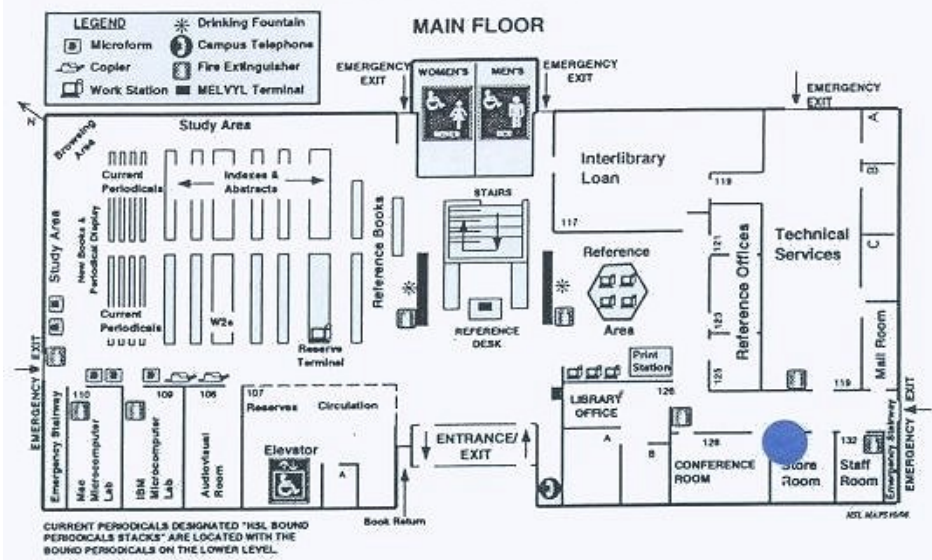 MAIN FLOOR
LEGEND
Microform
Copier
Work Station
Drinking Fountain
Campus Telephone
Fire Extinguisher
MELVYL Terminal
EMERGENCY
EXIT
WOMEN'S
MEN'S
EMERGENCY
EXIT
EMERGENCY
EXIT
N
Browsing
Area
Study Area
Current
Periodicals
Indexes &
Abstracts
Study Area
New Books &
Periodical Display
Current
Periodicals
W2s
Reserve
Terminal
Reference Books
STAIRS
REFERENCE
DESK
Interlibrary
Loan
117
119
Reference
Area
121
123
125
Reference Offices
Technical
Services
A
B
C
Mail Room
119
Print
Station
126
LIBRARY
OFFICE
A
B
128
CONFERENCE
ROOM
Store
Room
132
Staff
Room
Emergency Stairway
EMERGENCY EXIT
EMERGENCY EXIT
Emergency Stairway
110
Mac
Microcomputer
Lab
109
IBM
Microcomputer
Lab
106
Audiovisual
Room
107
Reserves
Circulation
Elevator
A
ENTRANCE/
EXIT
Book Return
CURRENT PERIODICALS DESIGNATED "HSL BOUND
PERIODICALS STACKS" ARE LOCATED WITH THE
BOUND PERIODICALS ON THE LOWER LEVEL.